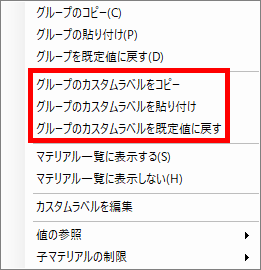 グループのコピー(C)
グループの貼り付け(P)
グループを既定値に戻す(D)
グループのカスタムラベルをコピー
グループのカスタムラベルを貼り付け
グループのカスタムラベルを既定値に戻す
マテリアル一覧に表示する(S)
マテリアル一覧に表示しない(H)
カスタムラベルを編集
値の参照
子マテリアルの制限